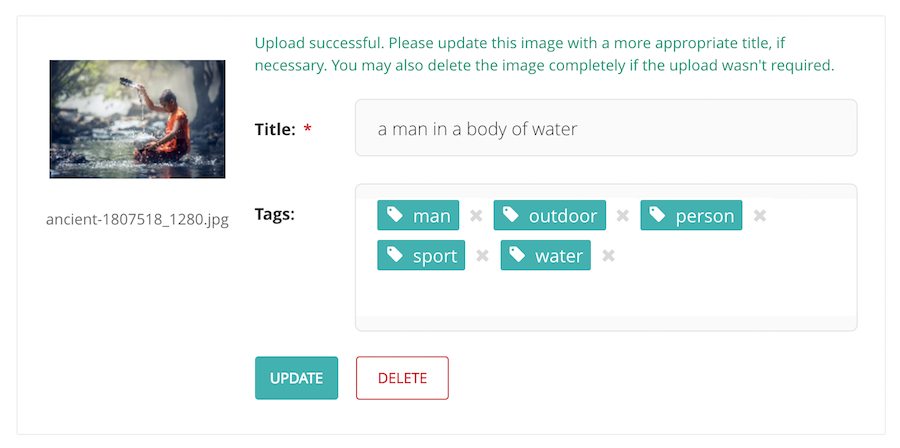 Upload successful. Please update this image with a more appropriate title, if
necessary. You may also delete the image completely if the upload wasn't required.
Title: * a man in a body of water
ancient-1807518_1280.jpg
Tags: man outdoor person
sport water
UPDATE DELETE